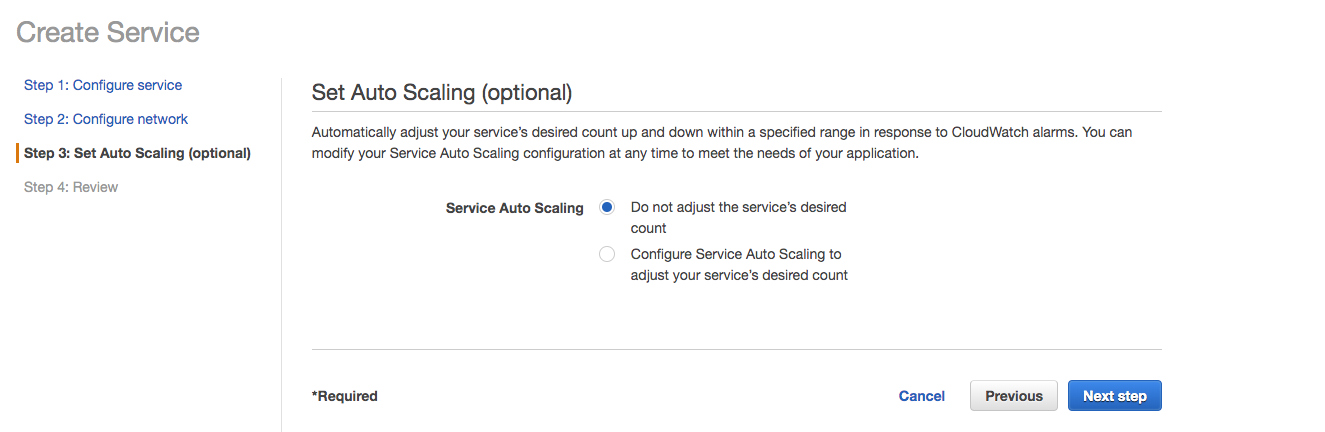 Create Service
Step 1: Configure service
Step 2: Configure network
Step 3: Set Auto Scaling (optional)
Step 4: Review
Set Auto Scaling (optional)
Automatically adjust your service’s desired count up and down within a specified range in response to CloudWatch alarms. You can
modify your Service Auto Scaling configuration at any time to meet the needs of your application.
Service Auto Scaling
Do not adjust the service’s desired
count
Configure Service Auto Scaling to
adjust your service’s desired count
*Required
Cancel
Previous
Next step